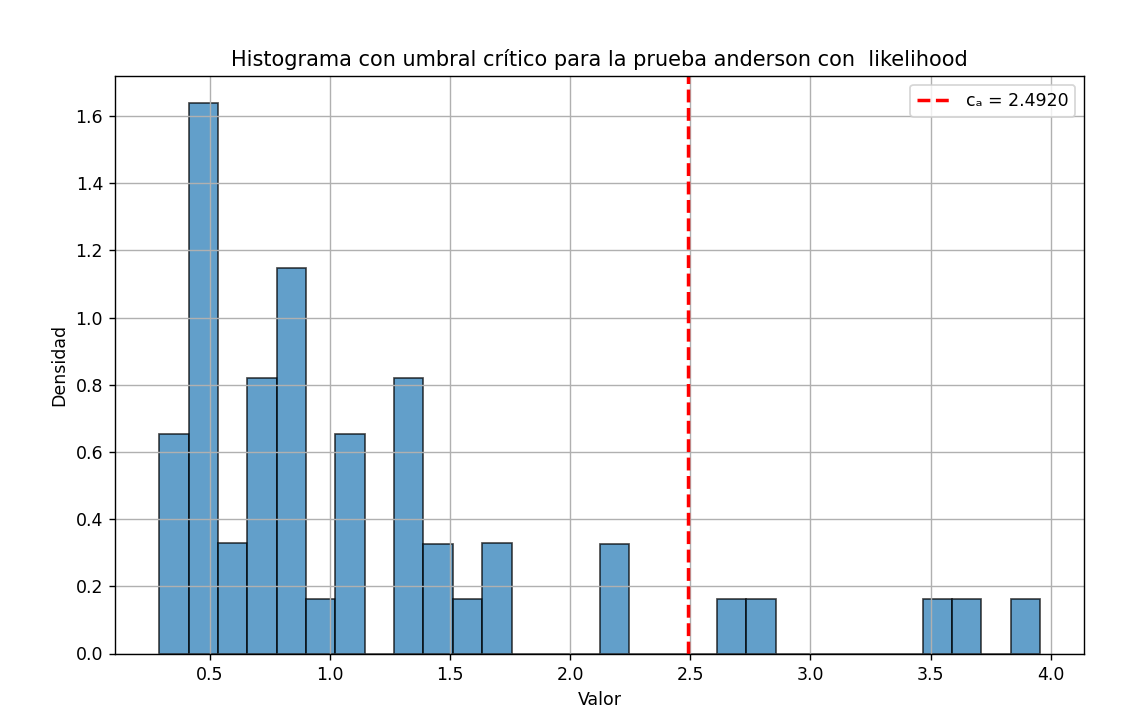 Histograma con umbral crítico para la prueba anderson con  likelihood
cₐ = 2.4920
Densidad
1.6
1.4
1.2
1.0
0.8
0.6
0.4
0.2
0.0
0.5 1.0 1.5 2.0 2.5 3.0 3.5 4.0
Valor